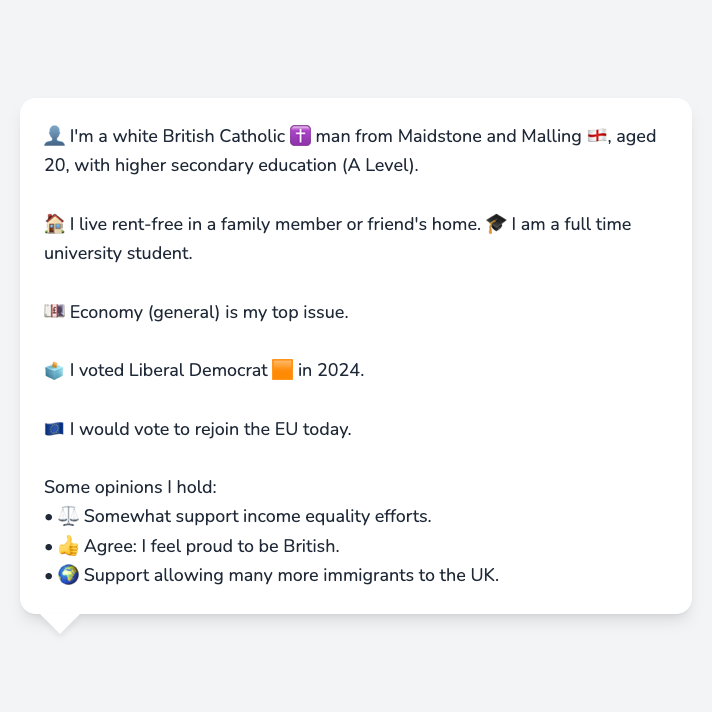 👤 I'm a white British Catholic ✝️ man from Maidstone and Malling 🏴󠁧󠁢󠁥󠁮󠁧󠁿, aged
20, with higher secondary education (A Level).
🏠 I live rent-free in a family member or friend's home. 🎓 I am a full time
university student.
💷 Economy (general) is my top issue.
🗳️ I voted Liberal Democrat 🟧 in 2024.
🇪🇺 I would vote to rejoin the EU today.
Some opinions I hold:
• ⚖️ Somewhat support income equality efforts.
• 👍 Agree: I feel proud to be British.
• 🌍 Support allowing many more immigrants to the UK.